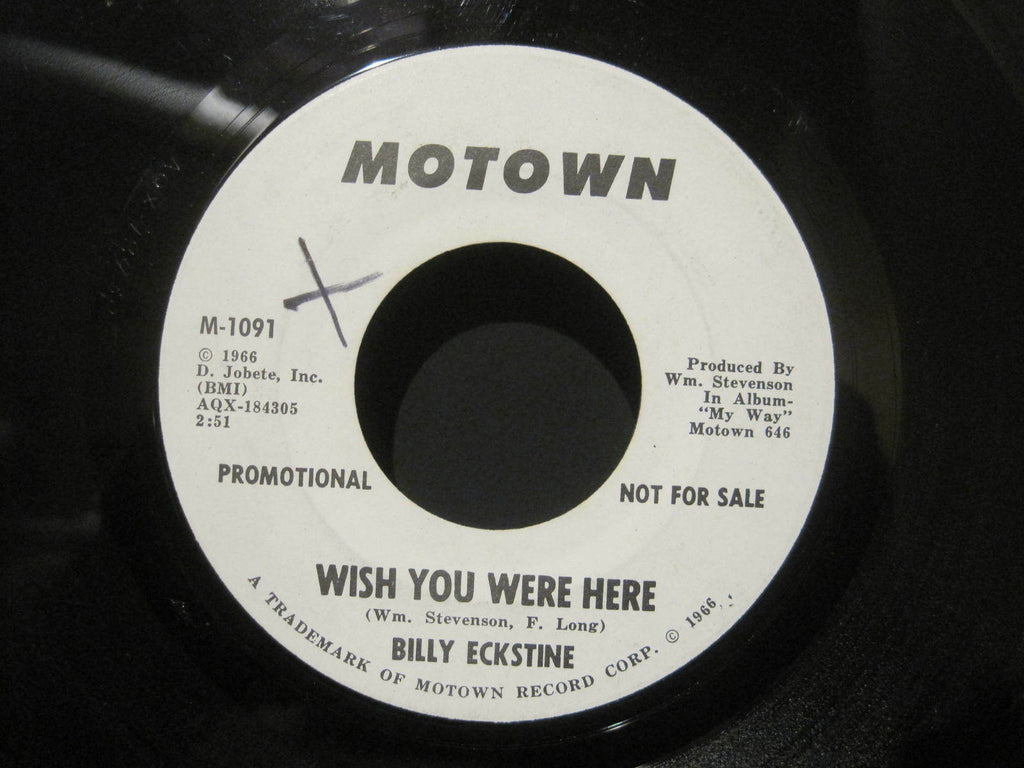 MOTOWN
M-1091
© 1966
D. Jobete, Inc.
(BMI)
AQX-184305
2:51
Produced By
Wm. Stevenson
In Album-
"My Way"
Motown 646
PROMOTIONAL
NOT FOR SALE
WISH YOU WERE HERE
(Wm. Stevenson, F. Long)
BILLY ECKSTINE
A TRADEMARK OF MOTOWN RECORD CORP. © 1966